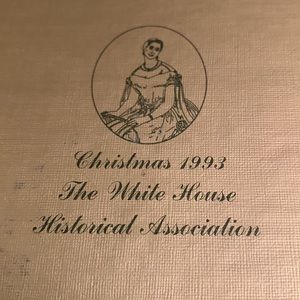 Christmas 1993
The White House
Historical Association